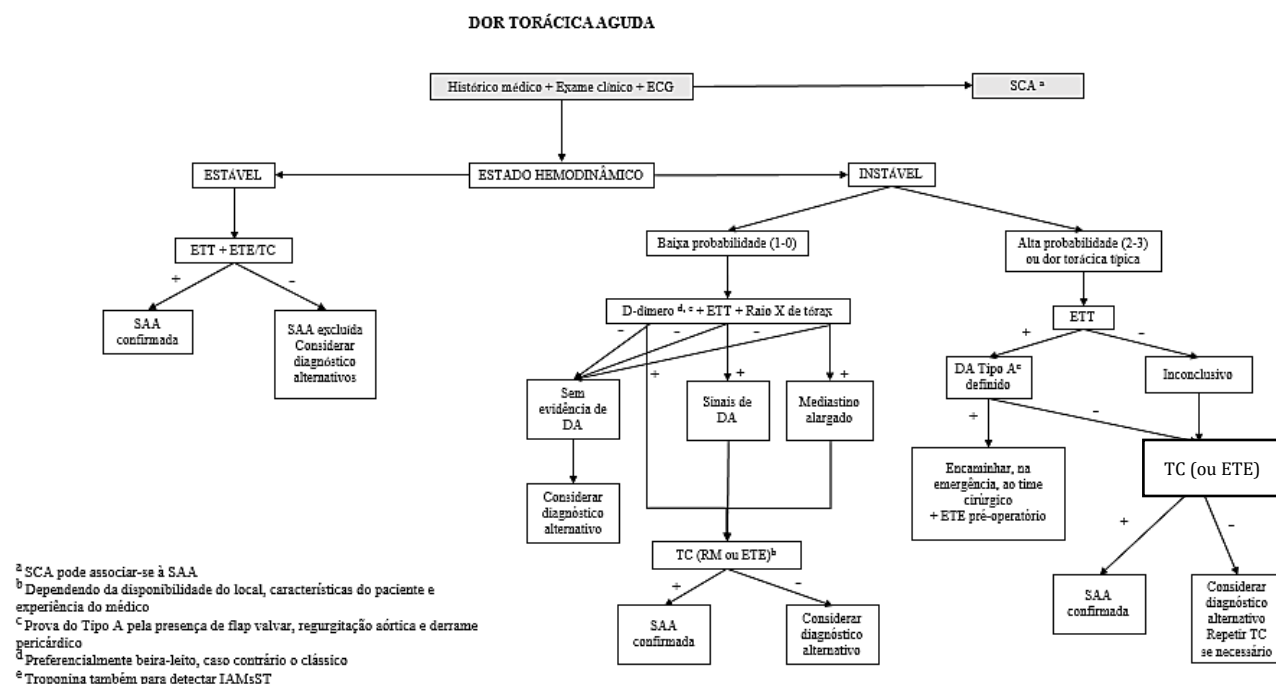 DOR TORÁCICA AGUDA
Histórico médico + Exame clínico + ECG
SCA a
ESTÁVEL
ESTADO HEMODINÂMICO
INSTÁVEL
ETT + ETE/TC
Baixa probabilidade (1-0)
Alta probabilidade (2-3)
ou dor torácica típica
+
-
SAA
confirmada
SAA excluída
Considerar
diagnóstico
alternativos
D-dímero d, e + ETT + Raio X de tórax
ETT
-
-
-
+
-
+
+
+
DA Tipo A c
definido
Inconclusivo
Sem
evidência de
DA
Sinais de
DA
Mediastino
alargado
+
-
Considerar
diagnóstico
alternativo
Encaminhar, na
emergência, ao time
cirúrgico
+ ETE pré-operatório
TC (ou ETE)
TC (RM ou ETE)b
+
-
+
-
SAA
confirmada
Considerar
diagnóstico
alternativo
SAA
confirmada
Considerar
diagnóstico
alternativo
Repetir TC
se necessário
a SCA pode associar-se à SAA
b Dependendo da disponibilidade do local, características do paciente e
experiência do médico
c Prova do Tipo A pela presença de flap valvar, regurgitação aórtica e derrame
pericárdico
d Preferencialmente beira-leito, caso contrário o clássico
e Troponina também para detectar IAMsST